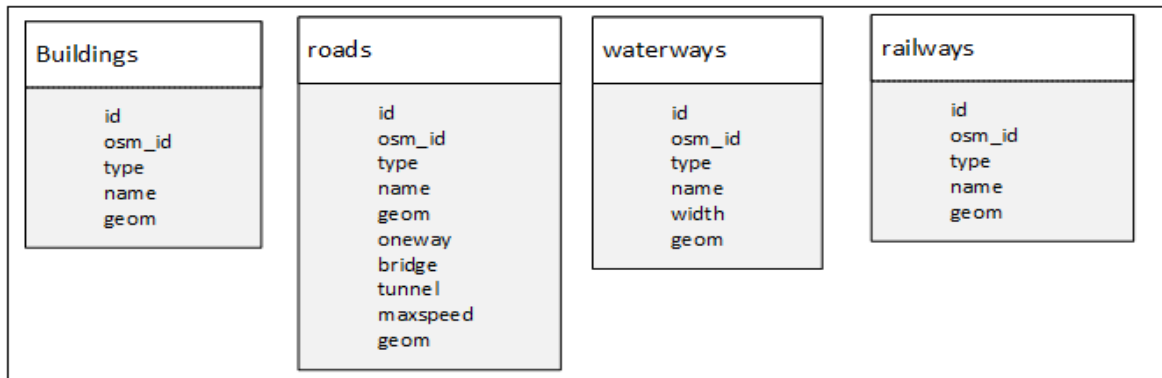 Buildings
id
osm_id
type
name
geom
roads
id
osm_id
type
name
geom
oneway
bridge
tunnel
maxspeed
geom
waterways
id
osm_id
type
name
width
geom
railways
id
osm_id
type
name
geom